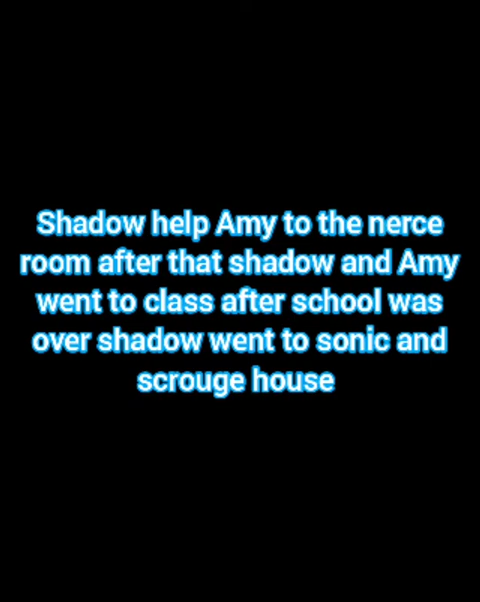 Shadow help Amy to the nerce
room after that shadow and Amy
went to class after school was
over shadow went to sonic and
scrouge house